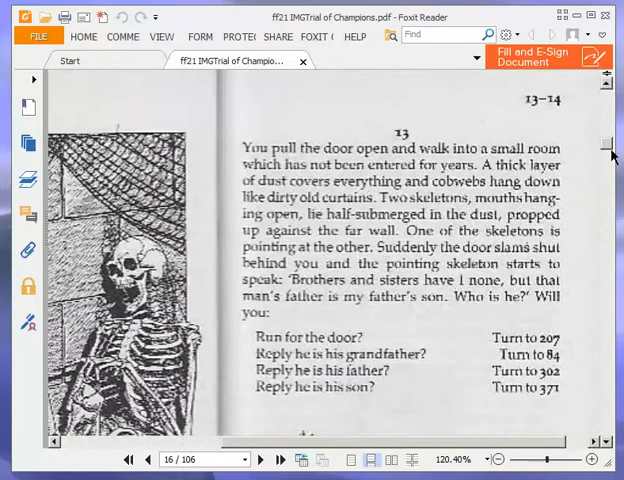 ff21 IMGTrial of Champions.pdf - Foxit Reader
FILE HOME COMME VIEW FORM PROTEC SHARE FOXIT C HELP Find
Start ff21 IMGTrial of Champio... Fill and E-Sign
Document
13–14
13
You pull the door open and walk into a small room
which has not been entered for years. A thick layer
of dust covers everything and cobwebs hang down
like dirty old curtains. Two skeletons, mouths hang-
ing open, lie half-submerged in the dust, propped
up against the far wall. One of the skeletons is
pointing at the other. Suddenly the door slams shut
behind you and the pointing skeleton starts to
speak: 'Brothers and sisters have I none, but that
man's father is my father's son. Who is he?' Will
you:
Run for the door? Turn to 207
Reply he is his grandfather? Turn to 84
Reply he is his father? Turn to 302
Reply he is his son? Turn to 371
16 / 106 120.40%